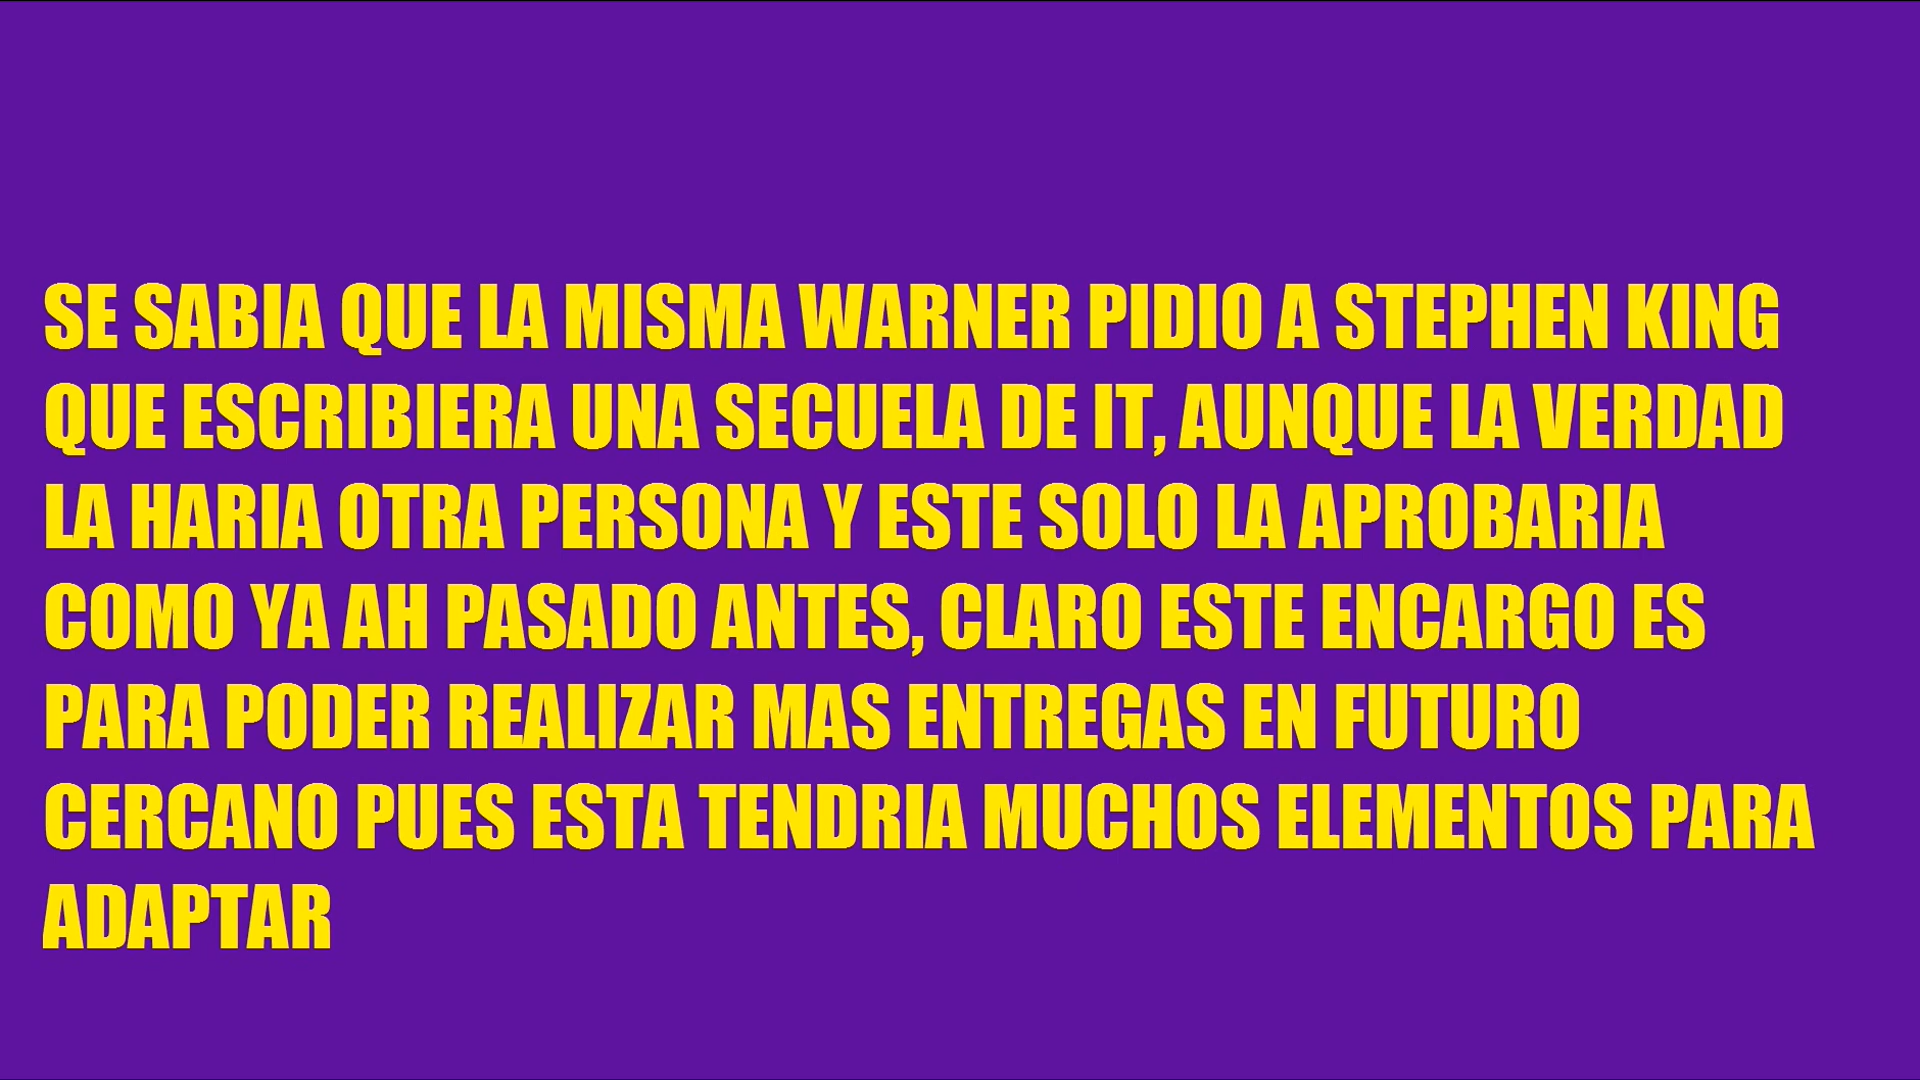 SE SABIA QUE LA MISMA WARNER PIDIO A STEPHEN KING
QUE ESCRIBIERA UNA SECUELA DE IT, AUNQUE LA VERDAD
LA HARIA OTRA PERSONA Y ESTE SOLO LA APROBARIA
COMO YA AH PASADO ANTES, CLARO ESTE ENCARGO ES
PARA PODER REALIZAR MAS ENTREGAS EN FUTURO
CERCANO PUES ESTA TENDRIA MUCHOS ELEMENTOS PARA
ADAPTAR